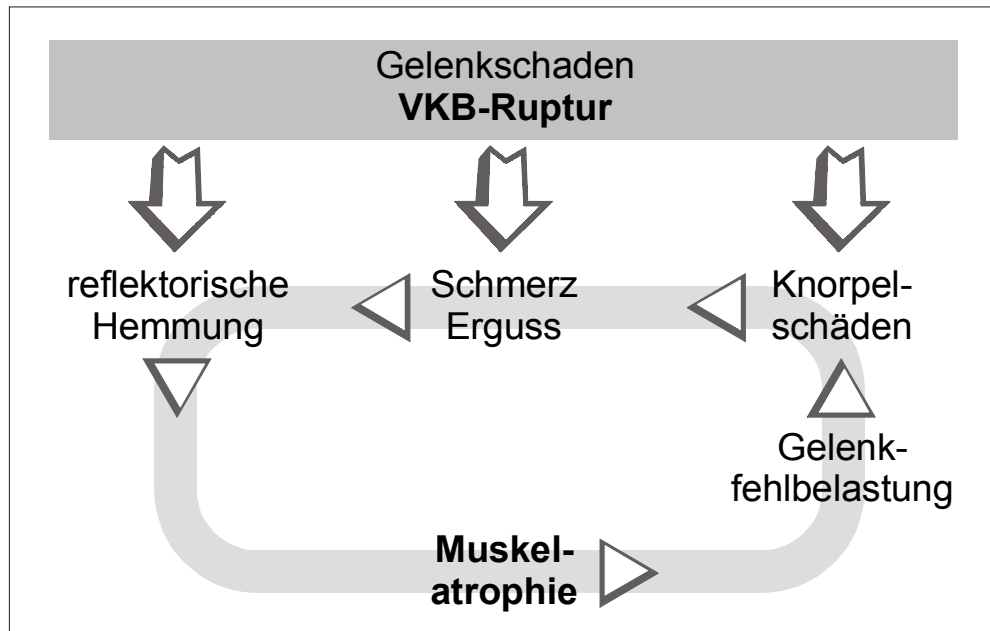 Gelenkschaden
VKB-Ruptur
reflektorische
Hemmung
Schmerz
Erguss
Knorpel-
schäden
Gelenk-
fehlbelastung
Muskel-
atrophie